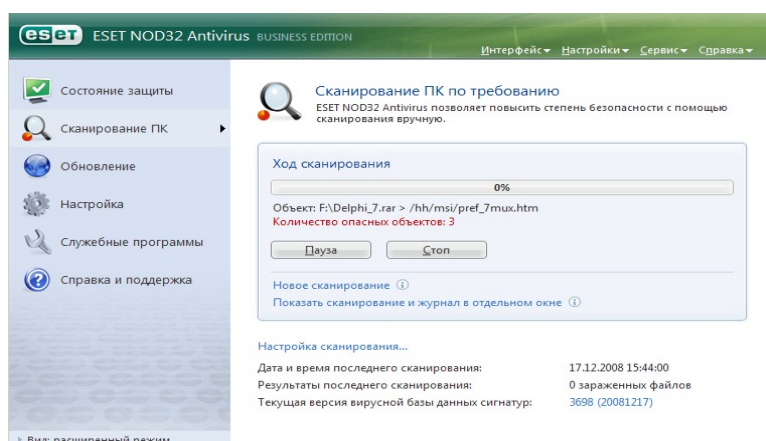 eset ESET NOD32 Antivirus BUSINESS EDITION
Интерфейс Настройки Сервис Справка
Состояние защиты
Сканирование ПК
Обновление
Настройка
Служебные программы
Справка и поддержка
Вид: расширенный режим
Сканирование ПК по требованию
ESET NOD32 Antivirus позволяет повысить степень безопасности с помощью
сканирования вручную.
Ход сканирования
0%
Объект: F:\Delphi_7.rar > /hh/msi/pref_7mux.htm
Количество опасных объектов: 3
Пауза Стоп
Новое сканирование
Показать сканирование и журнал в отдельном окне
Настройка сканирования...
Дата и время последнего сканирования: 17.12.2008 15:44:00
Результаты последнего сканирования: 0 зараженных файлов
Текущая версия вирусной базы данных сигнатур: 3698 (20081217)